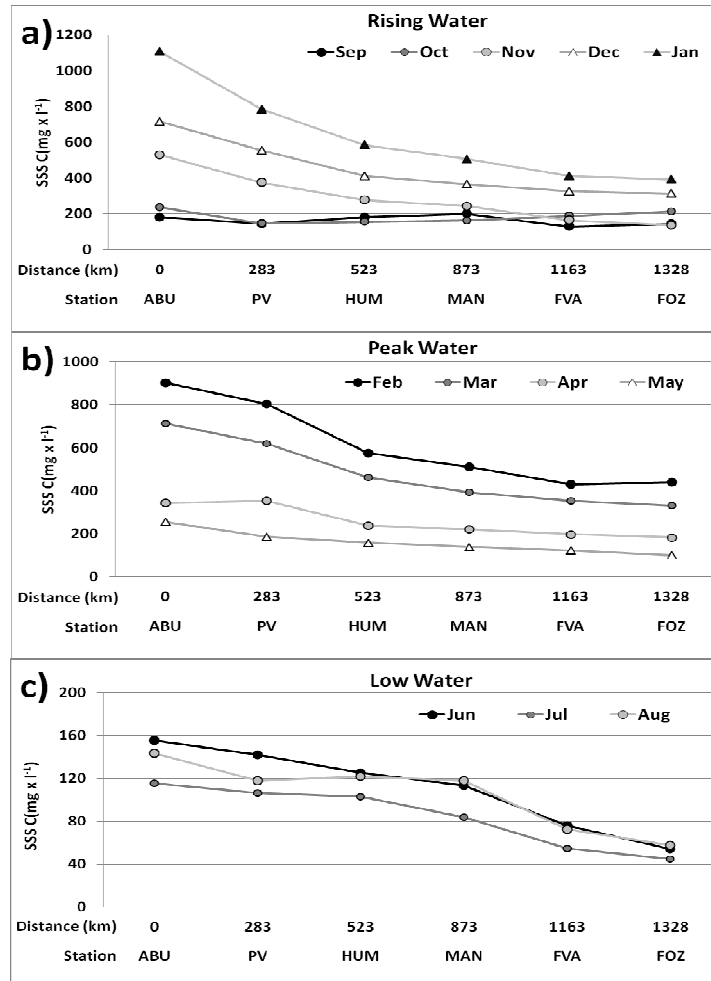 a)
Rising Water
Sep Oct Nov Dec Jan
SSS C(mg x l⁻¹)
1200
1000
800
600
400
200
0
Distance (km) 0 283 523 873 1163 1328
Station ABU PV HUM MAN FVA FOZ
b)
Peak Water
Feb Mar Apr May
SSS C(mg x l⁻¹)
1000
800
600
400
200
0
Distance (km) 0 283 523 873 1163 1328
Station ABU PV HUM MAN FVA FOZ
c)
Low Water
Jun Jul Aug
SSS C(mg x l⁻¹)
200
160
120
80
40
0
Distance (km) 0 283 523 873 1163 1328
Station ABU PV HUM MAN FVA FOZ